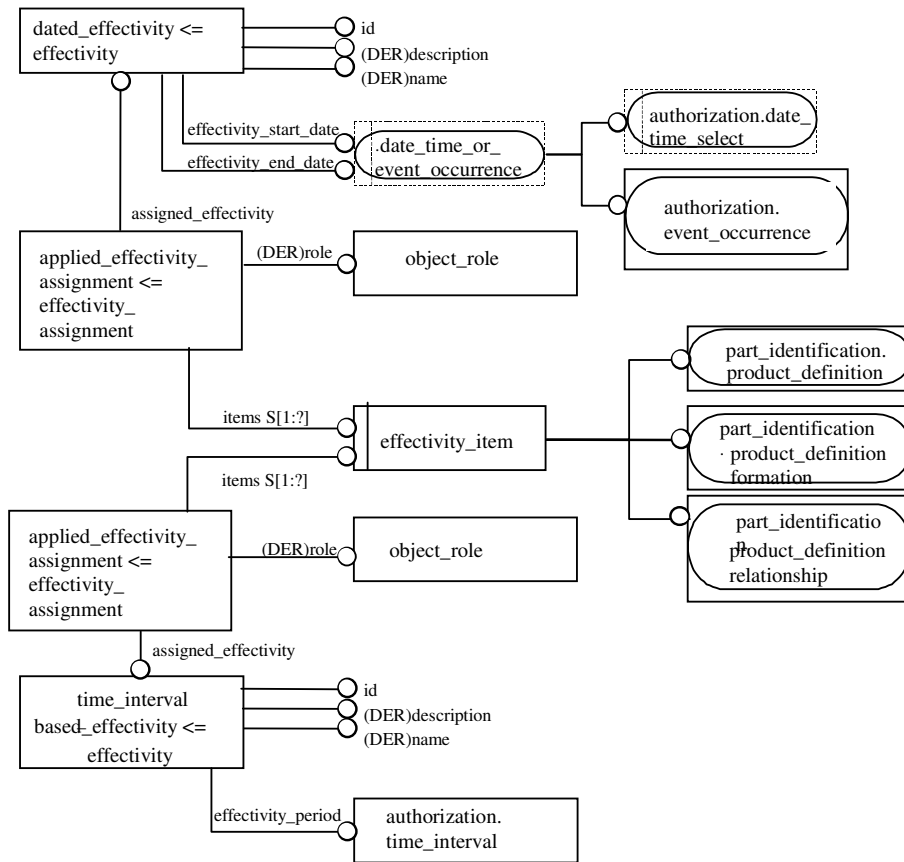 dated_effectivity <=
effectivity
id
(DER)description
(DER)name
effectivity_start_date
effectivity_end_date
.date_time_or_
event_occurrence
authorization.date_
time_select
authorization.
event_occurrence
assigned_effectivity
applied_effectivity_
assignment <=
effectivity_
assignment
(DER)role
object_role
items S[1:?]
items S[1:?]
effectivity_item
part_identification.
product_definition
part_identification
. product_definition
formation
part_identificatio
n
product_definition
relationship
applied_effectivity_
assignment <=
effectivity_
assignment
(DER)role
object_role
assigned_effectivity
time_interval
based_effectivity <=
effectivity
id
(DER)description
(DER)name
effectivity_period
authorization.
time_interval